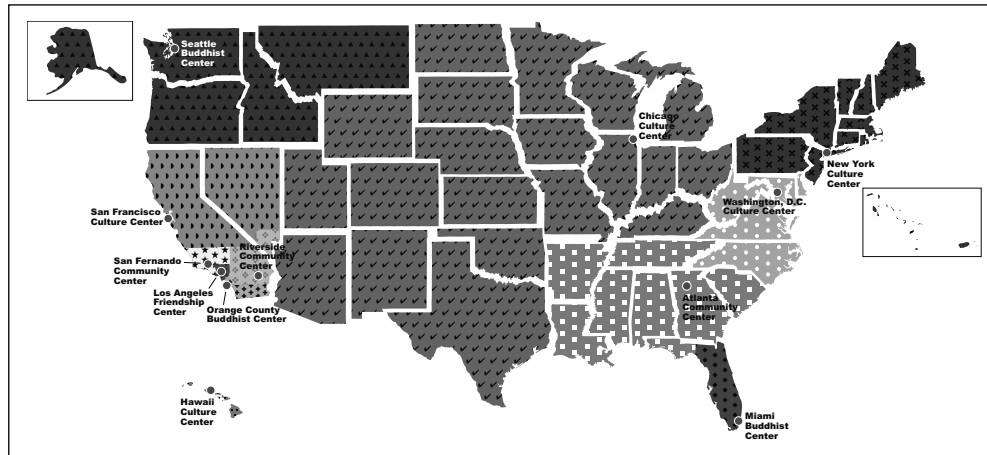 Seattle
Buddhist
Center
Chicago
Culture
Center
New York
Culture
Center
Washington, D.C.
Culture Center
San Francisco
Culture Center
Riverside
Community
Center
San Fernando
Community
Center
Los Angeles
Friendship
Center
Orange County
Buddhist Center
Atlanta
Community
Center
Hawaii
Culture
Center
Miami
Buddhist
Center